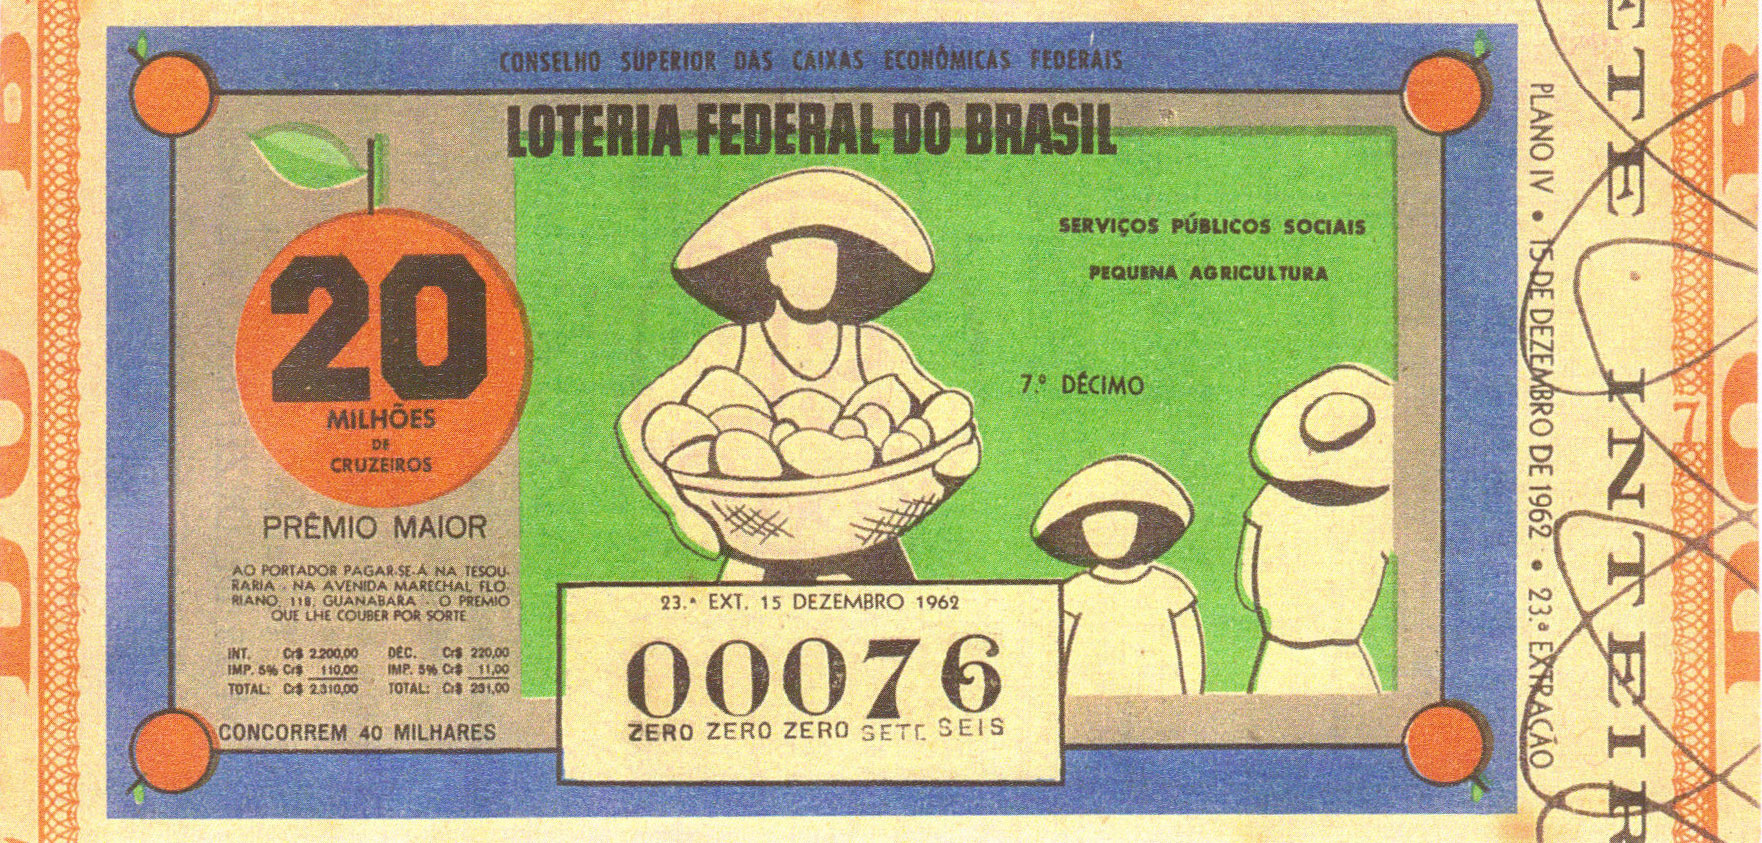 CONSELHO SUPERIOR DAS CAIXAS ECONÔMICAS FEDERAIS
LOTERIA FEDERAL DO BRASIL
20
MILHÕES
DE
CRUZEIROS
PRÊMIO MAIOR
AO PORTADOR PAGAR-SE-Á NA TESOU-
RARIA - NA AVENIDA MARECHAL FLO
RIANO, 118, GUANABARA - O PREMIO
QUE LHE COUBER POR SORTE
INT. Cr$ 2.200,00 DÉC. Cr$ 220,00
IMP. 5% Cr$ 110,00 IMP. 5% Cr$ 11,00
TOTAL: Cr$ 2.310,00 TOTAL: Cr$ 231,00
CONCORREM 40 MILHARES
SERVIÇOS PÚBLICOS SOCIAIS
PEQUENA AGRICULTURA
7.º DÉCIMO
23.ª EXT. 15 DEZEMBRO 1962
00076
ZERO ZERO ZERO SETE SEIS
PLANO IV • 15 DE DEZEMBRO DE 1962 • 23.ª EXTRAÇÃO
ETE INTEIR
7